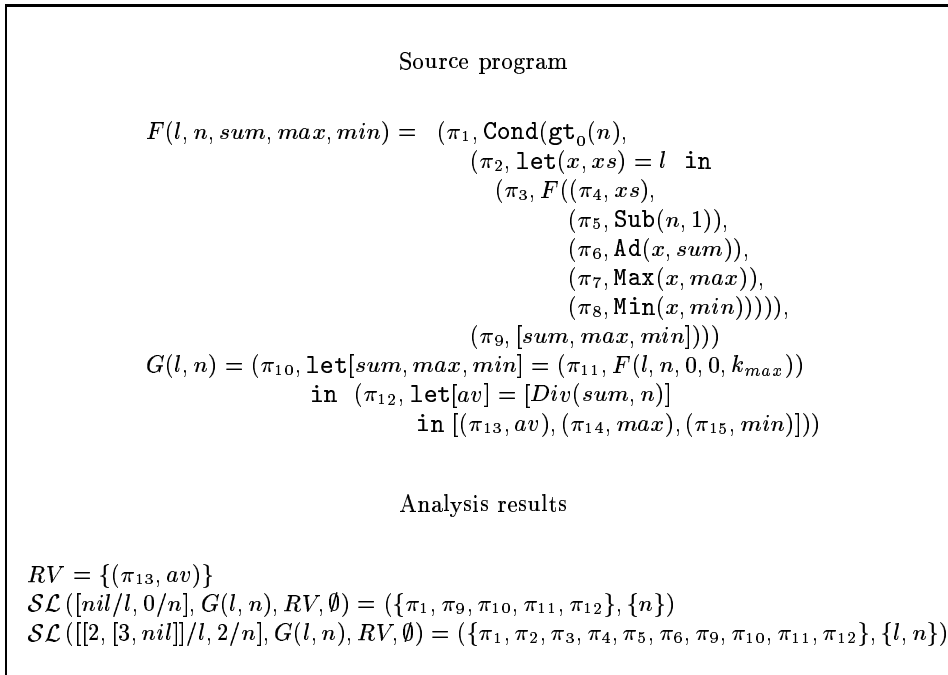 Source program
F(l, n, sum, max, min) = (π₁, Cond(gt₀(n),
(π₂, let(x, xs) = l in
(π₃, F((π₄, xs),
(π₅, Sub(n, 1)),
(π₆, Ad(x, sum)),
(π₇, Max(x, max)),
(π₈, Min(x, min))))),
(π₉, [sum, max, min])))
G(l, n) = (π₁₀, let[sum, max, min] = (π₁₁, F(l, n, 0, 0, kₘₐₓ))
in (π₁₂, let[av] = [Div(sum, n)]
in [(π₁₃, av), (π₁₄, max), (π₁₅, min)]))
Analysis results
RV = {(π₁₃, av)}
𝒮ℒ([nil/l, 0/n], G(l, n), RV, ∅) = ({π₁, π₉, π₁₀, π₁₁, π₁₂}, {n})
𝒮ℒ([[2, [3, nil]]/l, 2/n], G(l, n), RV, ∅) = ({π₁, π₂, π₃, π₄, π₅, π₆, π₉, π₁₀, π₁₁, π₁₂}, {l, n})